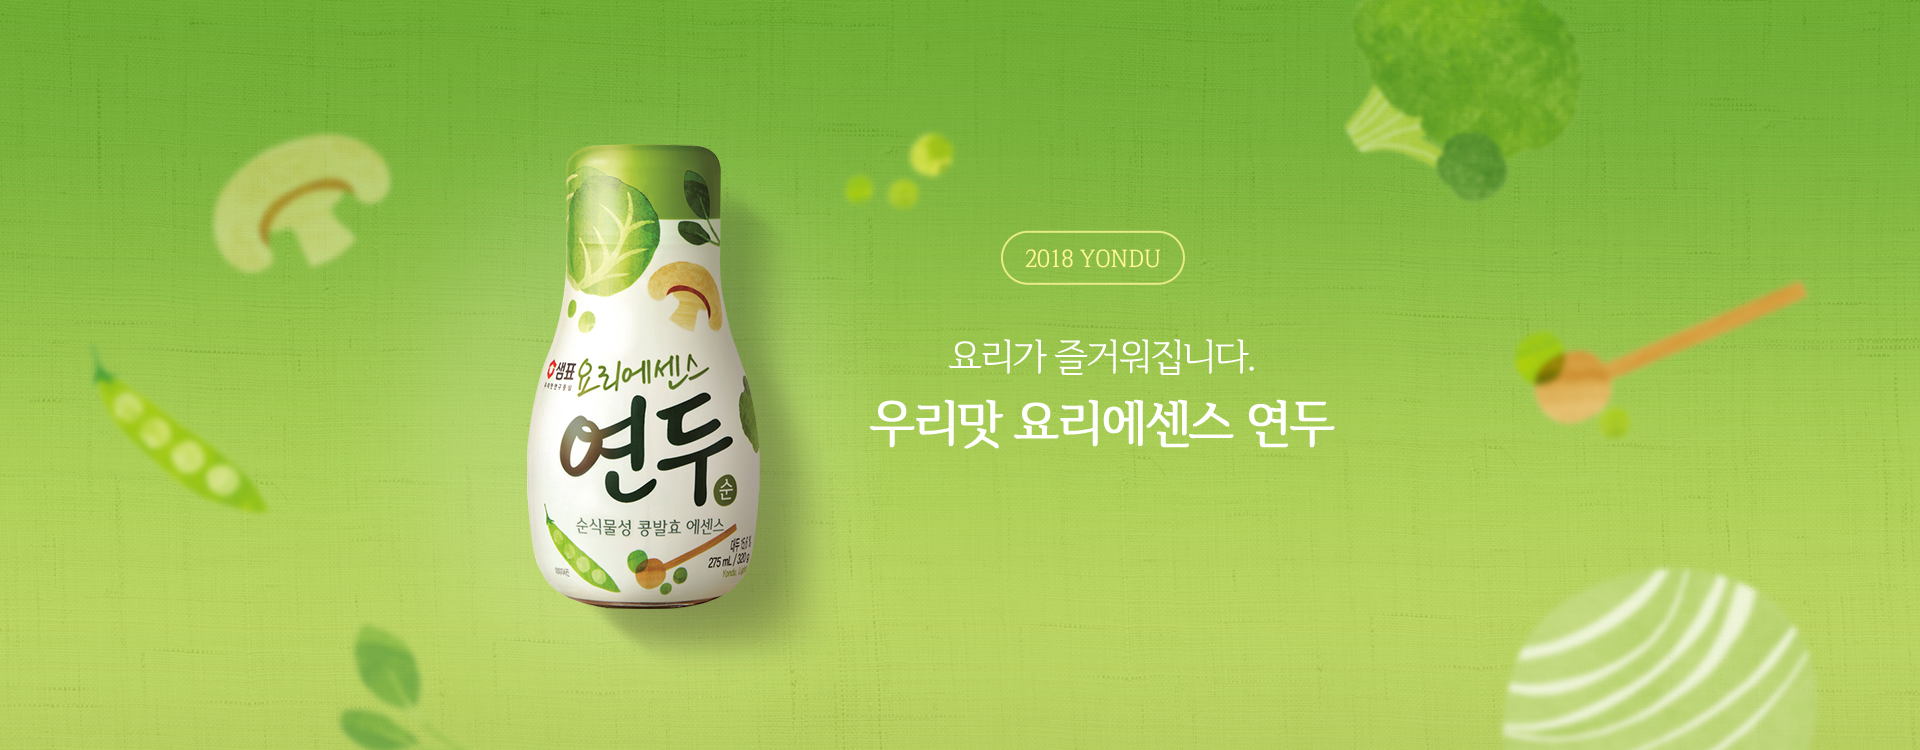 2018 YONDU
요리가 즐거워집니다.
우리맛 요리에센스 연두
샘표
요리에센스
연두
순
순식물성 콩발효 에센스
275 mL / 320 g